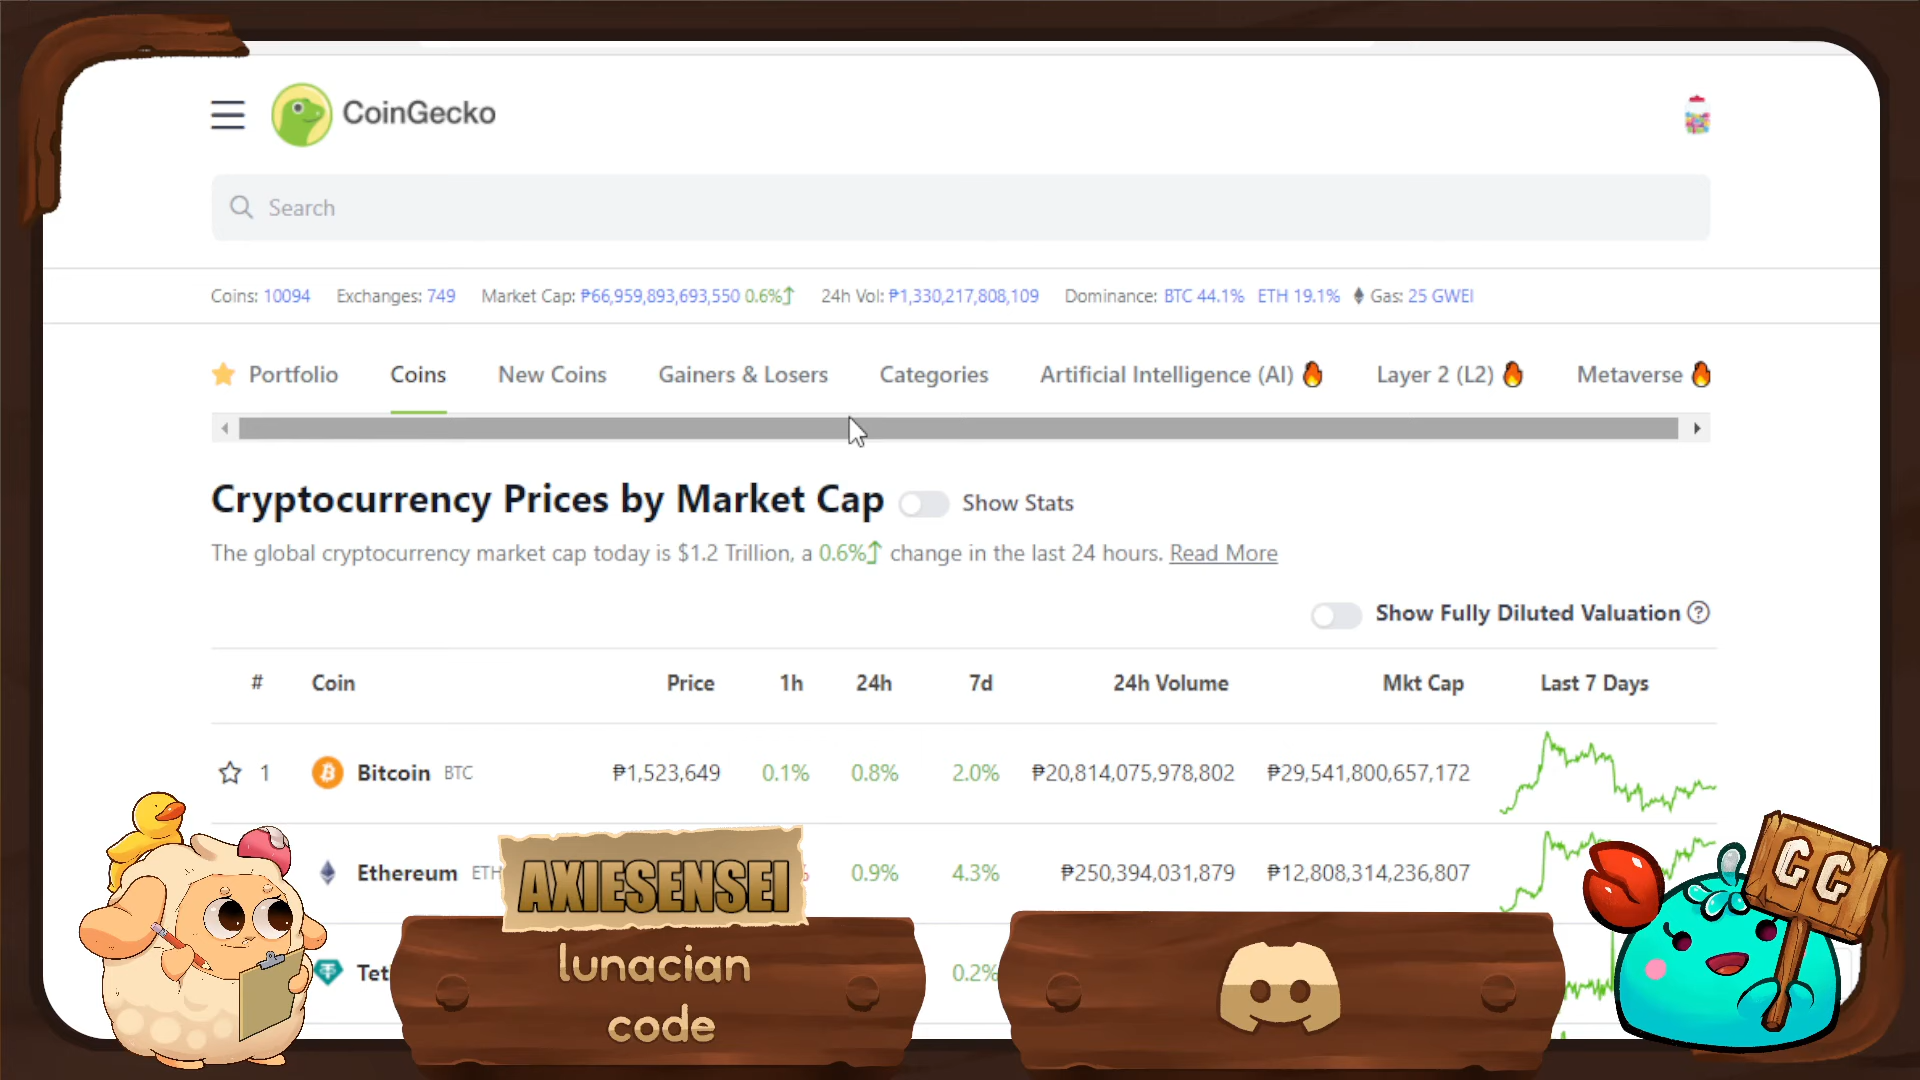 CoinGecko
Search
Coins: 10094 Exchanges: 749 Market Cap: ₱66,959,893,693,550 0.6% 24h Vol: ₱1,330,217,808,109 Dominance: BTC 44.1% ETH 19.1% Gas: 25 GWEI
Portfolio Coins New Coins Gainers & Losers Categories Artificial Intelligence (AI) Layer 2 (L2) Metaverse
Cryptocurrency Prices by Market Cap Show Stats
The global cryptocurrency market cap today is $1.2 Trillion, a 0.6% change in the last 24 hours. Read More
Show Fully Diluted Valuation ?
# Coin Price 1h 24h 7d 24h Volume Mkt Cap Last 7 Days
1 Bitcoin BTC ₱1,523,649 0.1% 0.8% 2.0% ₱20,814,075,978,802 ₱29,541,800,657,172
Ethereum ETH 0.9% 4.3% ₱250,394,031,879 ₱12,808,314,236,807
Tet 0.2%
AXIESENSEI
lunacian
code
CC